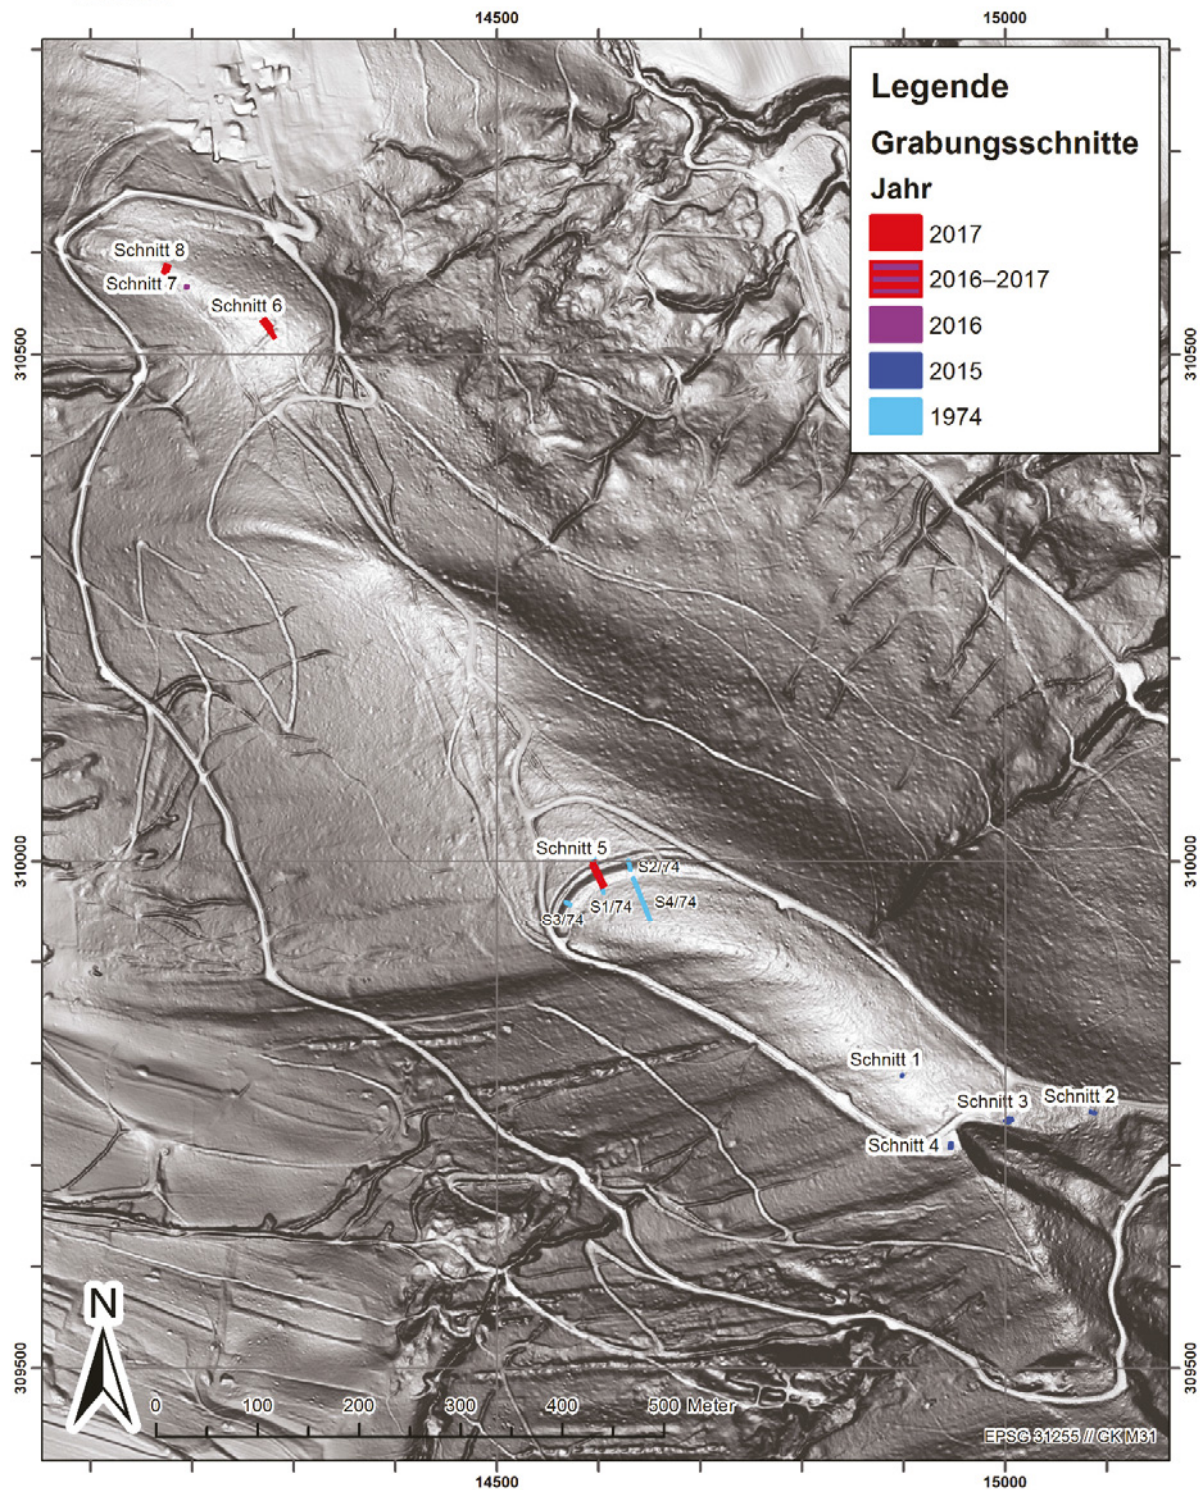 14500
15000
Legende
Grabungsschnitte
Jahr
2017
2016–2017
2016
2015
1974
Schnitt 8
Schnitt 7
Schnitt 6
310500
310500
Schnitt 5
S2/74
S1/74
S4/74
S3/74
310000
310000
Schnitt 1
Schnitt 3
Schnitt 2
Schnitt 4
N
309500
309500
0 100 200 300 400 500 Meter
EPSG 31255 // GK M31
14500
15000